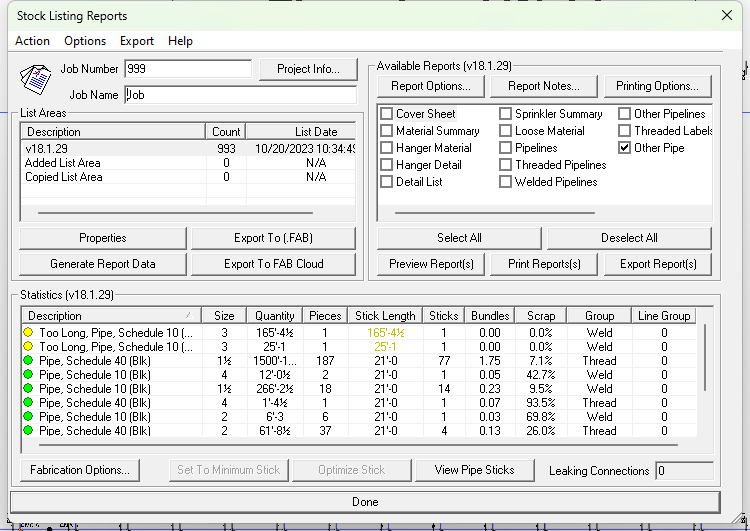 Stock Listing Reports
Action Options Export Help
Job Number 999 Project Info...
Job Name Job
Available Reports (v18.1.29)
Report Options... Report Notes... Printing Options...
Cover Sheet Sprinkler Summary Other Pipelines
Material Summary Loose Material Threaded Labels
Hanger Material Pipelines Other Pipe
Hanger Detail Threaded Pipelines
Detail List Welded Pipelines
Select All Deselect All
Preview Report(s) Print Reports(s) Export Report(s)
List Areas
Description Count List Date
v18.1.29 993 10/20/2023 10:34:49
Added List Area 0 N/A
Copied List Area 0 N/A
Properties Export To (.FAB)
Generate Report Data Export To FAB Cloud
Statistics (v18.1.29)
Description Size Quantity Pieces Stick Length Sticks Bundles Scrap Group Line Group
Too Long, Pipe, Schedule 10 (... 3 165'-4½ 1 165'-4½ 1 0.00 0.0% Weld 0
Too Long, Pipe, Schedule 10 (... 3 25'-1 1 25'-1 1 0.00 0.0% Weld 0
Pipe, Schedule 40 (Blk) 1½ 1500'-1... 187 21'-0 77 1.75 7.1% Thread 0
Pipe, Schedule 10 (Blk) 4 12'-0½ 2 21'-0 1 0.05 42.7% Weld 0
Pipe, Schedule 10 (Blk) 1½ 266'-2½ 18 21'-0 14 0.23 9.5% Weld 0
Pipe, Schedule 40 (Blk) 4 1'-4½ 1 21'-0 1 0.07 93.5% Thread 0
Pipe, Schedule 10 (Blk) 2 6'-3 6 21'-0 1 0.03 69.8% Weld 0
Pipe, Schedule 40 (Blk) 2 61'-8½ 37 21'-0 4 0.13 26.0% Thread 0
Fabrication Options... Set To Minimum Stick Optimize Stick View Pipe Sticks Leaking Connections 0
Done